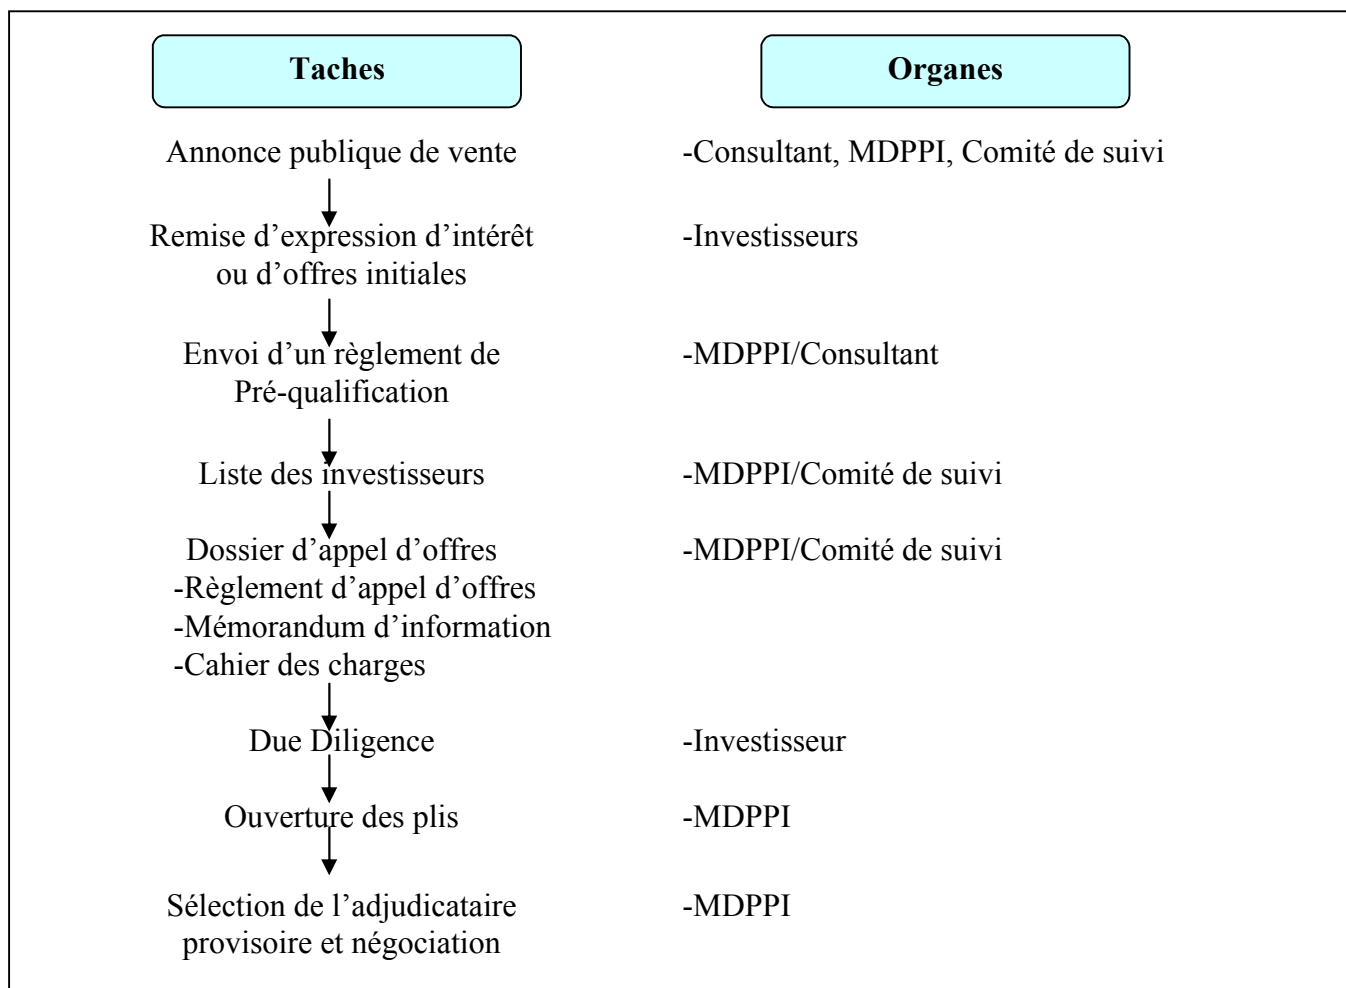 Taches
Organes
Annonce publique de vente
-Consultant, MDPPI, Comité de suivi
Remise d’expression d’intérêt
ou d’offres initiales
-Investisseurs
Envoi d’un règlement de
Pré-qualification
-MDPPI/Consultant
Liste des investisseurs
-MDPPI/Comité de suivi
Dossier d’appel d’offres
-MDPPI/Comité de suivi
-Règlement d’appel d’offres
-Mémorandum d’information
-Cahier des charges
Due Diligence
-Investisseur
Ouverture des plis
-MDPPI
Sélection de l’adjudicataire
provisoire et négociation
-MDPPI